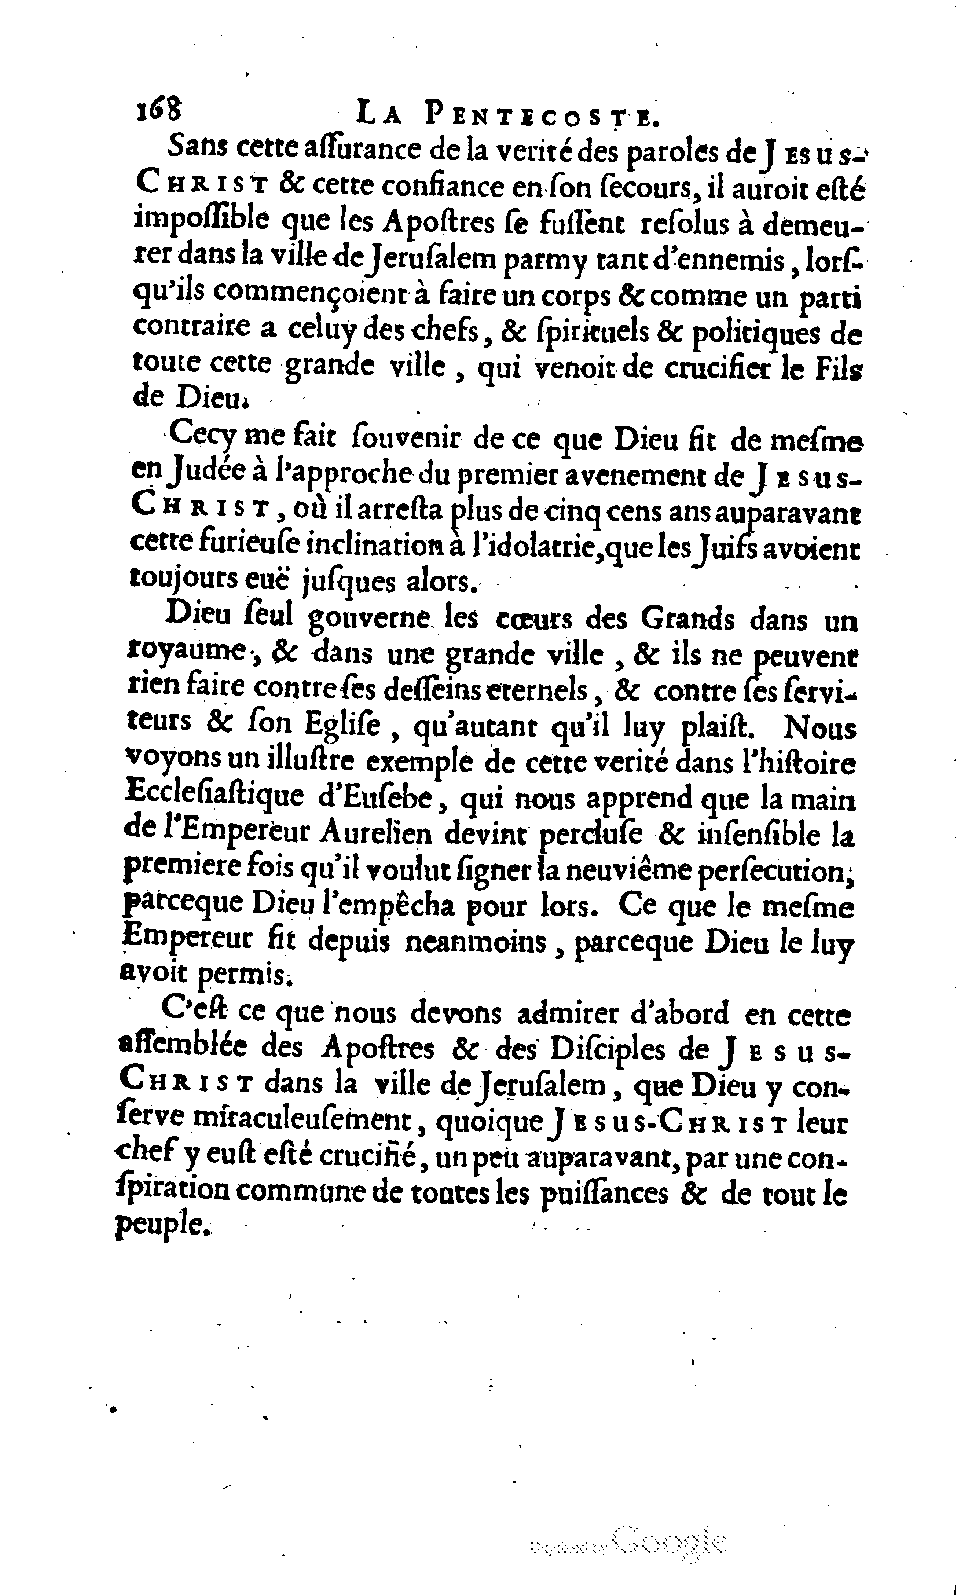 168 LA PENTECOSTE.
Sans cette aſſurance de la verité des paroles de JESUS-
CHRIST & cette confiance en ſon ſecours, il auroit eſté
impoſſible que les Apoſtres ſe fuſſent reſolus à demeu-
rer dans la ville de Jeruſalem parmy tant d'ennemis, lorſ-
qu'ils commençoient à faire un corps & comme un parti
contraire a celuy des chefs, & ſpirituels & politiques de
toute cette grande ville, qui venoit de crucifier le Fils
de Dieu.
Cecy me fait ſouvenir de ce que Dieu fit de meſme
en Judée à l'approche du premier avenement de JESUS-
CHRIST, où il arreſta plus de cinq cens ans auparavant
cette furieuſe inclination à l'idolatrie, que les Juifs avoient
toujours euë juſques alors.
Dieu ſeul gouverne les cœurs des Grands dans un
royaume, & dans une grande ville, & ils ne peuvent
rien faire contre ſes deſſeins eternels, & contre ſes ſervi-
teurs & ſon Egliſe, qu'autant qu'il luy plaiſt. Nous
voyons un illuſtre exemple de cette verité dans l'hiſtoire
Eccleſiaſtique d'Euſebe, qui nous apprend que la main
de l'Empereur Aurelien devint percluſe & inſenſible la
premiere fois qu'il voulut ſigner la neuviême perſecution,
parceque Dieu l'empêcha pour lors. Ce que le meſme
Empereur fit depuis neanmoins, parceque Dieu le luy
avoit permis.
C'eſt ce que nous devons admirer d'abord en cette
aſſemblée des Apoſtres & des Diſciples de JESUS-
CHRIST dans la ville de Jeruſalem, que Dieu y con-
ſerve miraculeuſement, quoique JESUS-CHRIST leur
chef y euſt eſté crucifié, un peu auparavant, par une con-
ſpiration commune de toutes les puiſſances & de tout le
peuple.
Digitized by Google